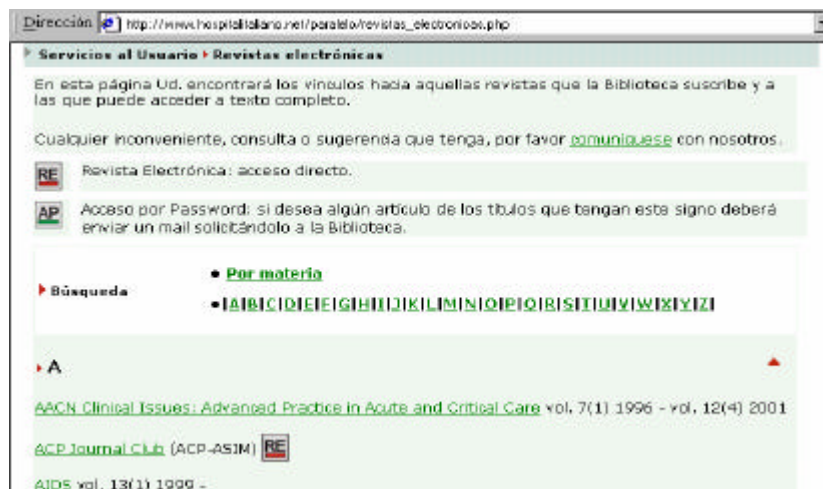 Dirección http://www.hospitalitaliano.net/paralelo/revistas_electronicas.php
Servicios al Usuario Revistas electrónicas
En esta página Ud. encontrará los vínculos hacia aquellas revistas que la Biblioteca suscribe y a
las que puede acceder a texto completo.
Cualquier inconveniente, consulta o sugerencia que tenga, por favor comuníquese con nosotros.
RE Revista Electrónica: acceso directo.
AP Acceso por Password: si desea algún artículo de los títulos que tengan este signo deberá
enviar un mail solicitándolo a la Biblioteca.
• Por materia
Búsqueda
• |A|B|C|D|E|F|G|H|I|J|K|L|M|N|O|P|Q|R|S|T|U|V|W|X|Y|Z|
A
AACN Clinical Issues: Advanced Practice in Acute and Critical Care vol. 7(1) 1996 - vol. 12(4) 2001
ACP Journal Club (ACP-ASIM) RE
AIDS vol. 13(1) 1999 -